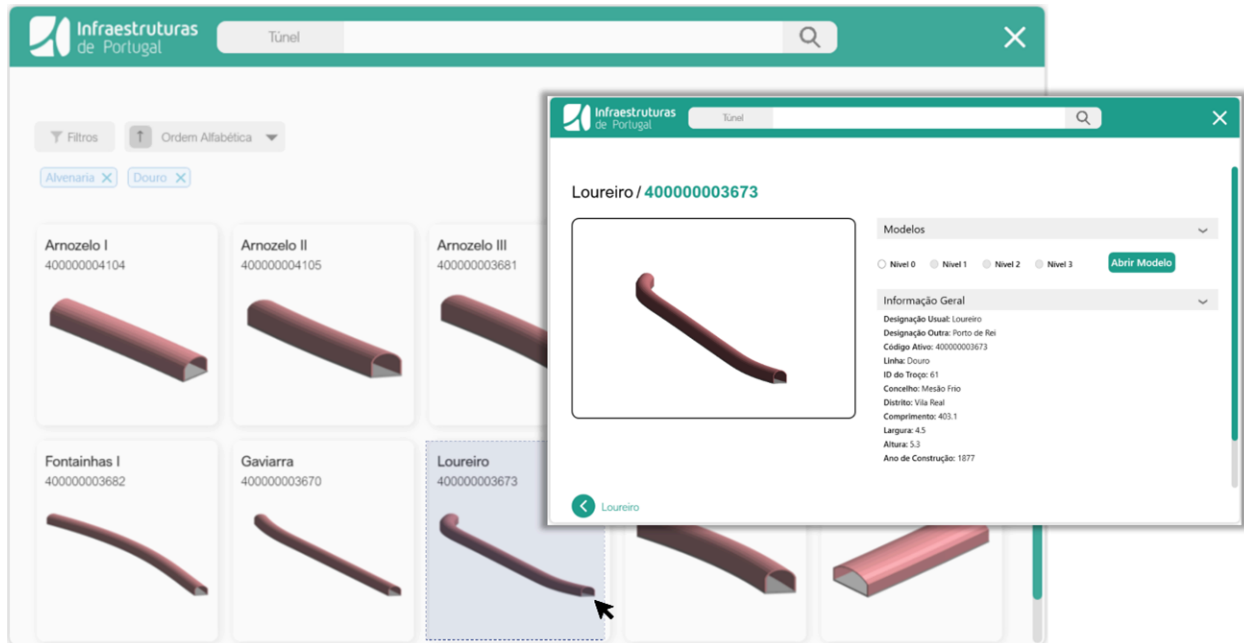 Infraestruturas
de Portugal
Túnel
Filtros
Ordem Alfabética
Alvenaria
Douro
Arnozelo I
400000004104
Arnozelo II
400000004105
Arnozelo III
400000003681
Fontainhas I
400000003682
Gaviarra
400000003670
Loureiro
400000003673
Infraestruturas
de Portugal
Túnel
Loureiro / 400000003673
Modelos
Nível 0 Nível 1 Nível 2 Nível 3 Abrir Modelo
Informação Geral
Designação Usual: Loureiro
Designação Outra: Porto de Rei
Código Ativo: 400000003673
Linha: Douro
ID do Troço: 61
Concelho: Mesão Frio
Distrito: Vila Real
Comprimento: 403.1
Largura: 4.5
Altura: 5.3
Ano de Construção: 1877
Loureiro